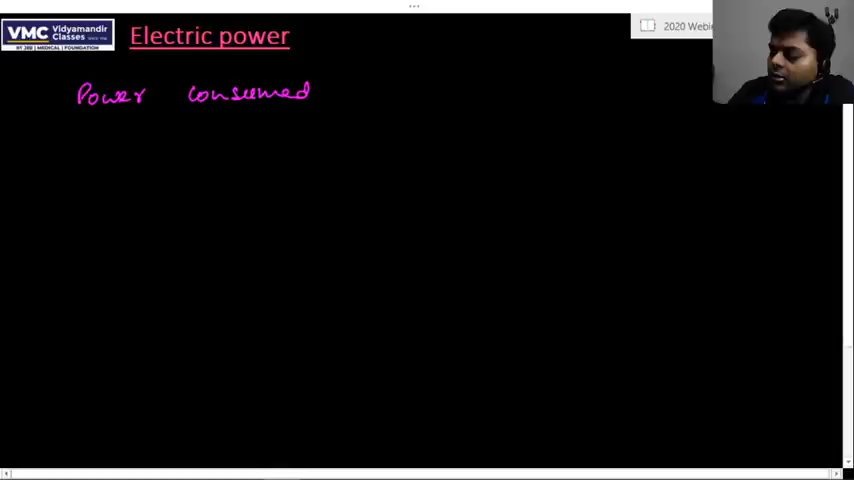 VMC Vidyamandir Classes
Electric power
2020 Webi
Power consumed